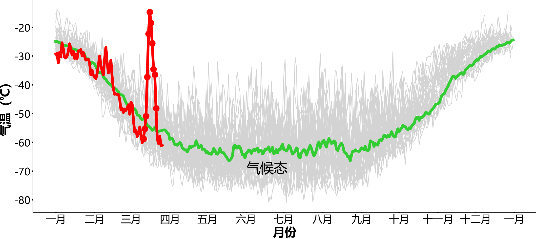 气温 (℃)
-20
-30
-40
-50
-60
-70
-80
气候态
一月 二月 三月 四月 五月 六月 七月 八月 九月 十月 十一月 十二月 一月
月份